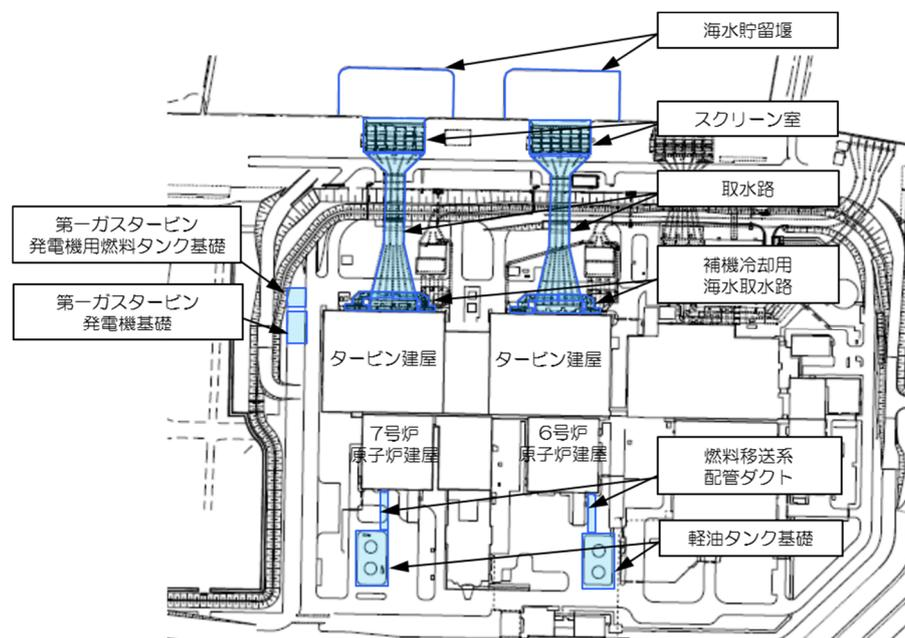 海水貯留堰
スクリーン室
取水路
第一ガスタービン
発電機用燃料タンク基礎
補機冷却用
海水取水路
第一ガスタービン
発電機基礎
タービン建屋
タービン建屋
7号炉
原子炉建屋
6号炉
原子炉建屋
燃料移送系
配管ダクト
軽油タンク基礎